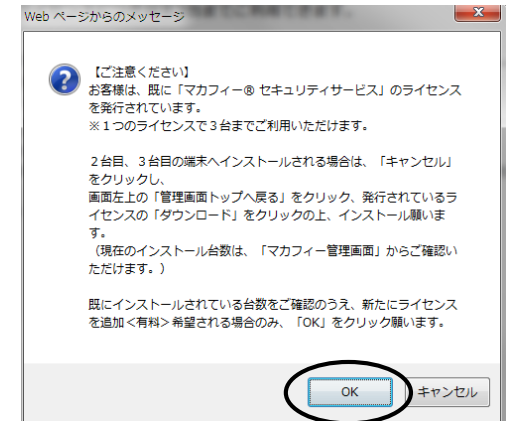 Web ページからのメッセージ
【ご注意ください】
お客様は、既に「マカフィー® セキュリティサービス」のライセンス
を発行されています。
※１つのライセンスで３台までご利用いただけます。
２台目、３台目の端末へインストールされる場合は、「キャンセル」
をクリックし、
画面左上の「管理画面トップへ戻る」をクリック、発行されているラ
イセンスの「ダウンロード」をクリックの上、インストール願いま
す。
（現在のインストール台数は、「マカフィー管理画面」からご確認い
ただけます。）
既にインストールされている台数をご確認のうえ、新たにライセンス
を追加＜有料＞希望される場合のみ、「OK」をクリック願います。
OK
キャンセル